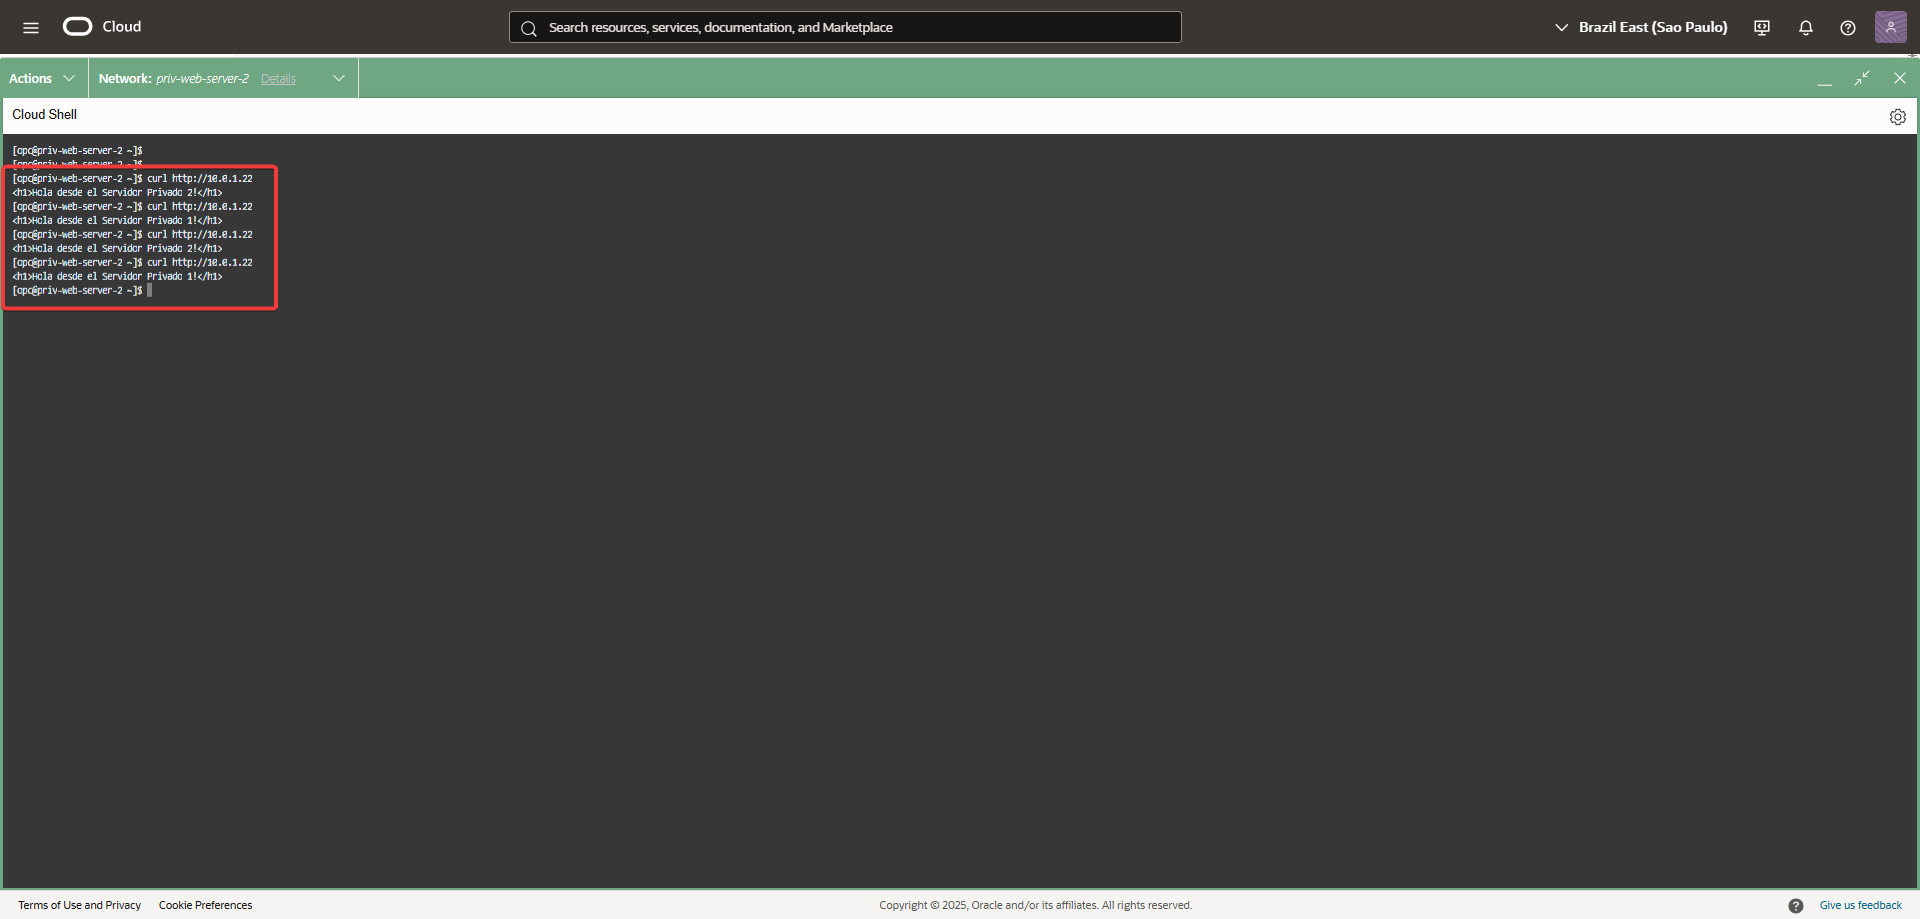 Cloud
Search resources, services, documentation, and Marketplace
Brazil East (Sao Paulo)
Actions
Network: priv-web-server-2 Details
Cloud Shell
[opc@priv-web-server-2 ~]$
[opc@priv-web-server-2 ~]$
[opc@priv-web-server-2 ~]$ curl http://10.0.1.22
<h1>Hola desde el Servidor Privado 2!</h1>
[opc@priv-web-server-2 ~]$ curl http://10.0.1.22
<h1>Hola desde el Servidor Privado 1!</h1>
[opc@priv-web-server-2 ~]$ curl http://10.0.1.22
<h1>Hola desde el Servidor Privado 2!</h1>
[opc@priv-web-server-2 ~]$ curl http://10.0.1.22
<h1>Hola desde el Servidor Privado 1!</h1>
[opc@priv-web-server-2 ~]$
Terms of Use and Privacy
Cookie Preferences
Copyright © 2025, Oracle and/or its affiliates. All rights reserved.
Give us feedback